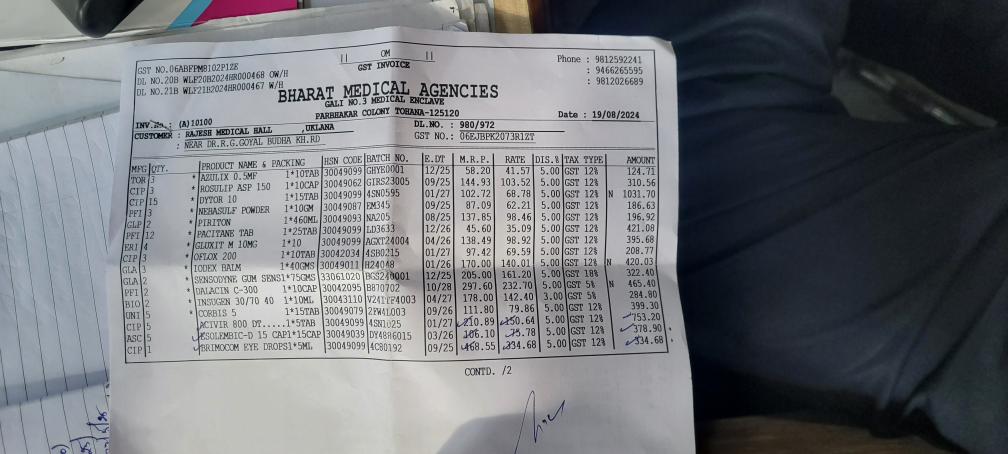 OM
GST NO.06ABFPM8102P1ZE
GST INVOICE
Phone : 9812592241
DL NO.20B WLF20B2024HR000468 OW/H
: 9466265595
DL NO.21B WLF21B2024HR000467 W/H
: 9812026689
BHARAT MEDICAL AGENCIES
GALI NO.3 MEDICAL ENCLAVE
PARBHAKAR COLONY TOHANA-125120
Date : 19/08/2024
INV.No.: (A)10100
DL.NO. : 980/972
CUSTOMER : RAJESH MEDICAL HALL ,UKLANA
GST NO.: 06EJBPK2073R1ZT
: NEAR DR.R.G.GOYAL BUDHA KH.RD
MFG QTY. PRODUCT NAME & PACKING HSN CODE BATCH NO. E.DT M.R.P. RATE DIS.% TAX TYPE AMOUNT
TOR 3 * AZULIX 0.5MF 1*10TAB 30049099 GHYE0001 12/25 58.20 41.57 5.00 GST 12% 124.71
CIP 3 * ROSULIP ASP 150 1*10CAP 30049062 GIRS23005 09/25 144.93 103.52 5.00 GST 12% 310.56
CIP 15 * DYTOR 10 1*15TAB 30049099 4SN0595 01/27 102.72 68.78 5.00 GST 12% N 1031.70
PFI 3 * NEBASULF POWDER 1*10GM 30049087 EM345 09/25 87.09 62.21 5.00 GST 12% 186.63
GLP 2 * PIRITON 1*460ML 30049093 NA205 08/25 137.85 98.46 5.00 GST 12% 196.92
PFI 12 * PACITANE TAB 1*25TAB 30049099 LD3633 12/26 45.60 35.09 5.00 GST 12% 421.08
ERI 4 * GLUXIT M 10MG 1*10 30049099 AGXT24004 04/26 138.49 98.92 5.00 GST 12% 395.68
CIP 3 * OFLOX 200 1*10TAB 30042034 4SB0215 01/27 97.42 69.59 5.00 GST 12% 208.77
GLA 3 * IODEX BALM 1*40GMS 30049011 H24048 01/26 170.00 140.01 5.00 GST 12% N 420.03
GLA 2 * SENSODYNE GUM SENS1*75GMS 33061020 BGS240001 12/25 205.00 161.20 5.00 GST 18% 322.40
PFI 2 * DALACIN C-300 1*10CAP 30042095 B870702 10/28 297.60 232.70 5.00 GST 5% N 465.40
BIO 2 * INSUGEN 30/70 40 1*10ML 30043110 04/27 178.00 142.40 3.00 GST 5% 284.80
UNI 5 * CORBIS 5 1*15TAB 30049079 09/26 111.80 79.86 5.00 GST 12% 399.30
CIP 5 ACIVIR 800 DT.....1*5TAB 30049099 4SN1025 01/27 210.89 150.64 5.00 GST 12% 753.20
ASC 5 ESOLEMBIC-D 15 CAP1*15CAP 30049039 DY48H6015 03/26 106.10 75.78 5.00 GST 12% 378.90
CIP 1 BRIMOCOM EYE DROPS1*5ML 30049099 4C80192 09/25 468.55 334.68 5.00 GST 12% 334.68
CONTD. /2